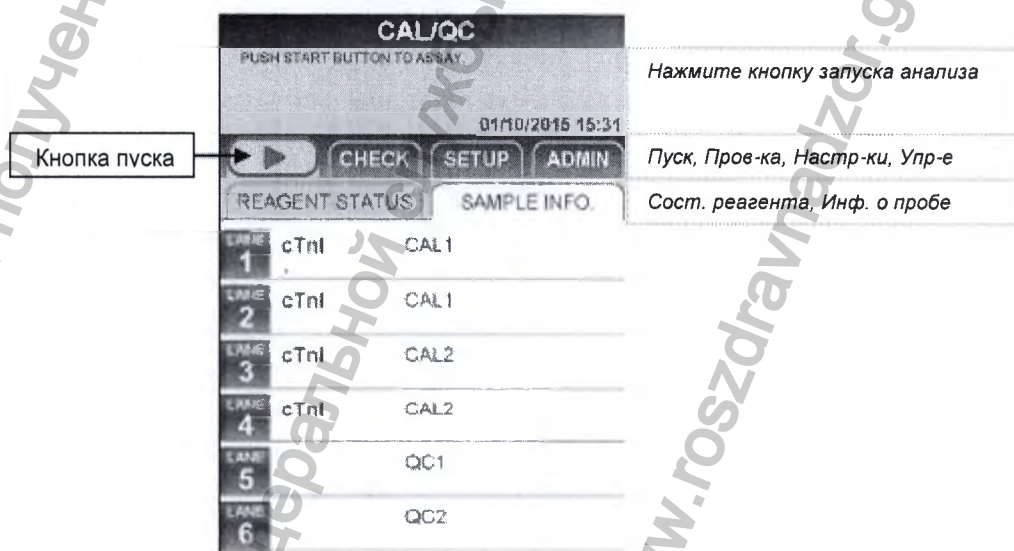 CAL/QC
PUSH START BUTTON TO ASSAY.
Нажмите кнопку запуска анализа
01/10/2015 15:31
Кнопка пуска
CHECK SETUP ADMIN
Пуск, Пров-ка, Настр-ки, Упр-е
REAGENT STATUS SAMPLE INFO.
Сост. реагента, Инф. о пробе
LANE 1 cTnI CAL1
LANE 2 cTnI CAL1
LANE 3 cTnI CAL2
LANE 4 cTnI CAL2
LANE 5 QC1
LANE 6 QC2
www.roszdravnadzor.g